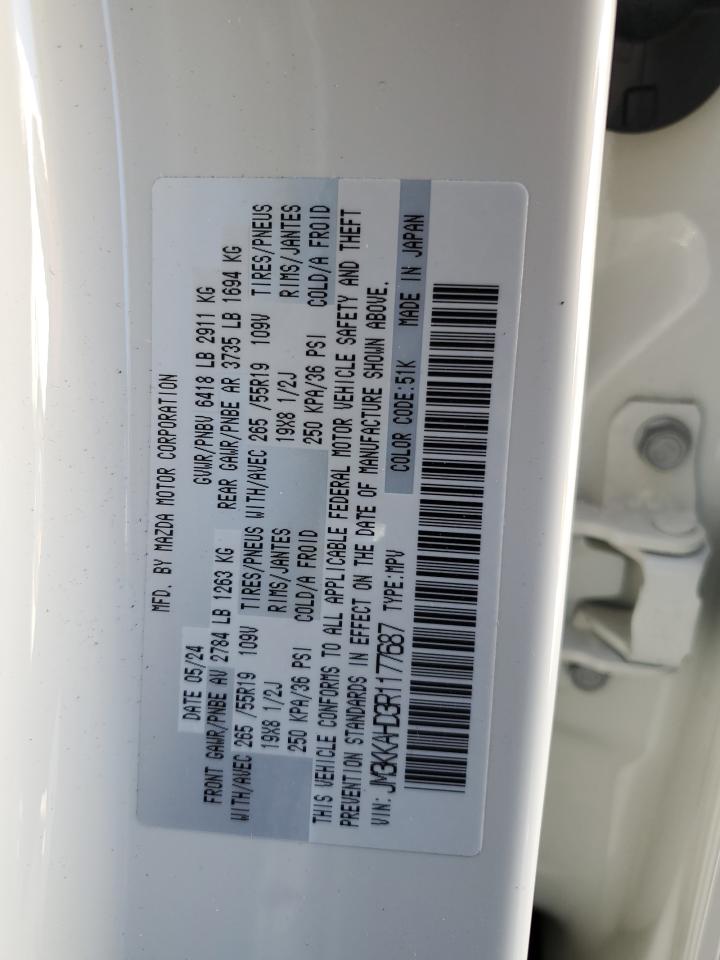 MFD. BY MAZDA MOTOR CORPORATION
DATE 05/24 GVWR/PNBV 6418 LB 2911 KG
FRONT GAWR/PNBE AV 2784 LB 1263 KG REAR GAWR/PNBE AR 3735 LB 1694 KG
WITH/AVEC 265 /55R19 109V TIRES/PNEUS WITH/AVEC 265 /55R19 109V TIRES/PNEUS
19X8 1/2J RIMS/JANTES 19X8 1/2J RIMS/JANTES
250 KPA/36 PSI COLD/A FROID 250 KPA/36 PSI COLD/A FROID
THIS VEHICLE CONFORMS TO ALL APPLICABLE FEDERAL MOTOR VEHICLE SAFETY AND THEFT
PREVENTION STANDARDS IN EFFECT ON THE DATE OF MANUFACTURE SHOWN ABOVE.
VIN: JM3KKAHD3R1177687 TYPE:MPV COLOR CODE:51K MADE IN JAPAN